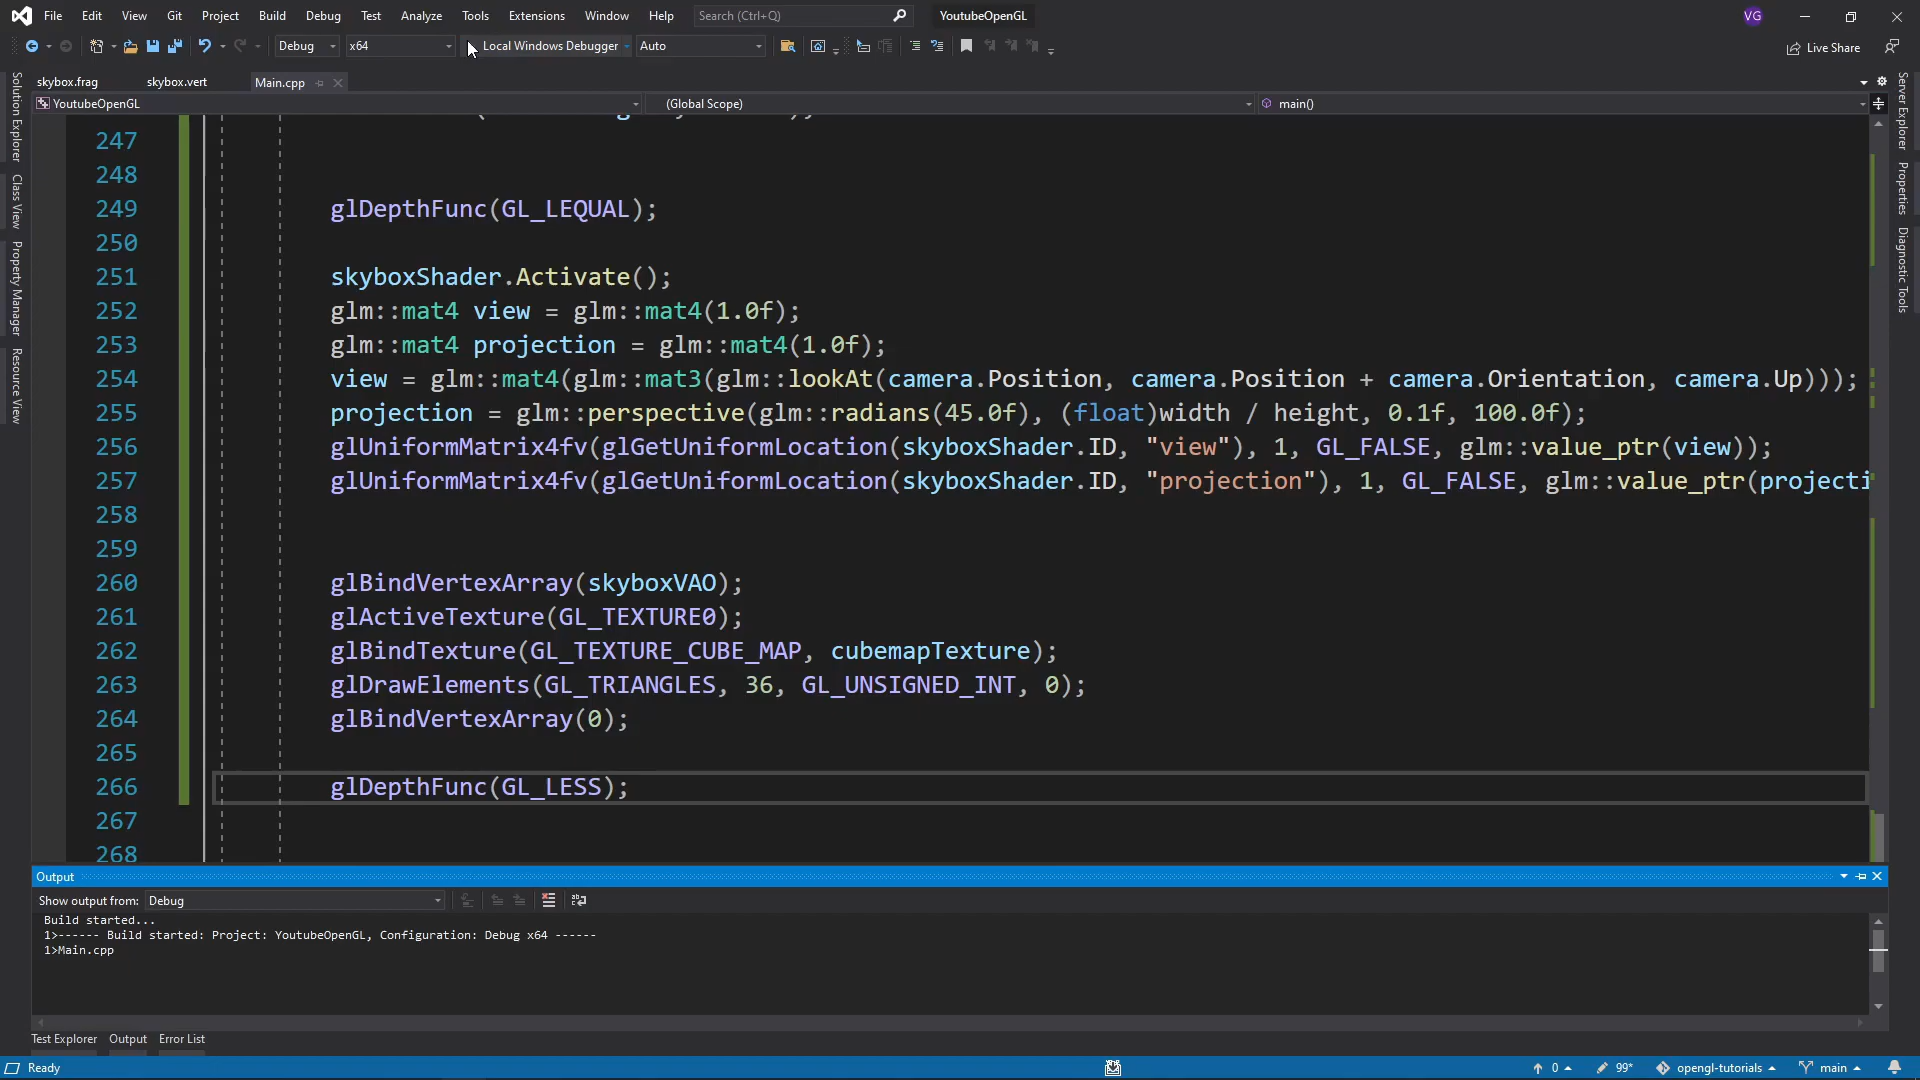 File Edit View Git Project Build Debug Test Analyze Tools Extensions Window Help Search (Ctrl+Q) YoutubeOpenGL VG
Debug x64 Local Windows Debugger Auto Live Share
skybox.frag skybox.vert Main.cpp
YoutubeOpenGL (Global Scope) main()
Solution Explorer
Class View
Property Manager
Resource View
247
248
249 glDepthFunc(GL_LEQUAL);
250
251 skyboxShader.Activate();
252 glm::mat4 view = glm::mat4(1.0f);
253 glm::mat4 projection = glm::mat4(1.0f);
254 view = glm::mat4(glm::mat3(glm::lookAt(camera.Position, camera.Position + camera.Orientation, camera.Up)));
255 projection = glm::perspective(glm::radians(45.0f), (float)width / height, 0.1f, 100.0f);
256 glUniformMatrix4fv(glGetUniformLocation(skyboxShader.ID, "view"), 1, GL_FALSE, glm::value_ptr(view));
257 glUniformMatrix4fv(glGetUniformLocation(skyboxShader.ID, "projection"), 1, GL_FALSE, glm::value_ptr(projecti
258
259
260 glBindVertexArray(skyboxVAO);
261 glActiveTexture(GL_TEXTURE0);
262 glBindTexture(GL_TEXTURE_CUBE_MAP, cubemapTexture);
263 glDrawElements(GL_TRIANGLES, 36, GL_UNSIGNED_INT, 0);
264 glBindVertexArray(0);
265
266 glDepthFunc(GL_LESS);
267
268
Server Explorer
Properties
Diagnostic Tools
Output
Show output from: Debug
Build started...
1>------ Build started: Project: YoutubeOpenGL, Configuration: Debug x64 ------
1>Main.cpp
Test Explorer Output Error List
Ready 0 99* opengl-tutorials main